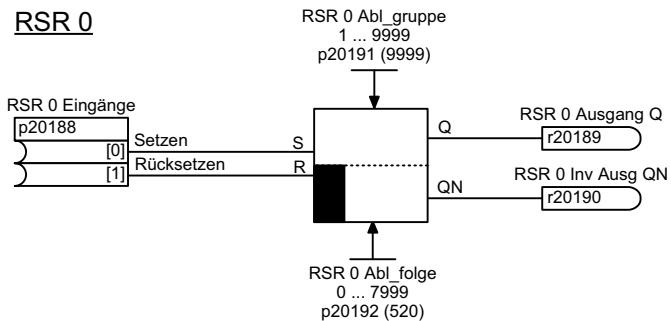 RSR 0
RSR 0 Abl_gruppe
1 ... 9999
p20191 (9999)
RSR 0 Eingänge
p20188
[0]
Setzen
S
[1]
Rücksetzen
R
Q
RSR 0 Ausgang Q
r20189
QN
RSR 0 Inv Ausg QN
r20190
RSR 0 Abl_folge
0 ... 7999
p20192 (520)